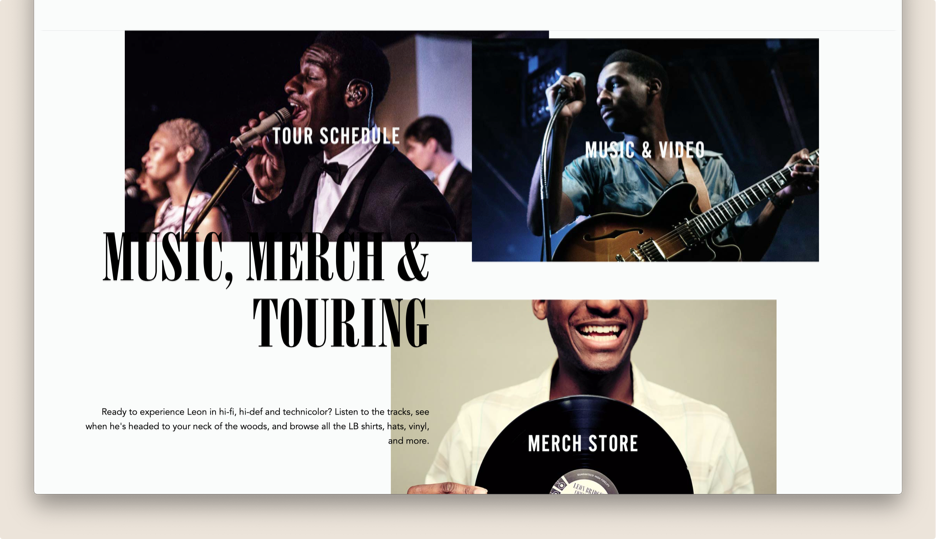 TOUR SCHEDULE
MUSIC & VIDEO
MUSIC, MERCH &
TOURING
Ready to experience Leon in hi-fi, hi-def and technicolor? Listen to the tracks, see
when he's headed to your neck of the woods, and browse all the LB shirts, hats, vinyl,
and more.
MERCH STORE